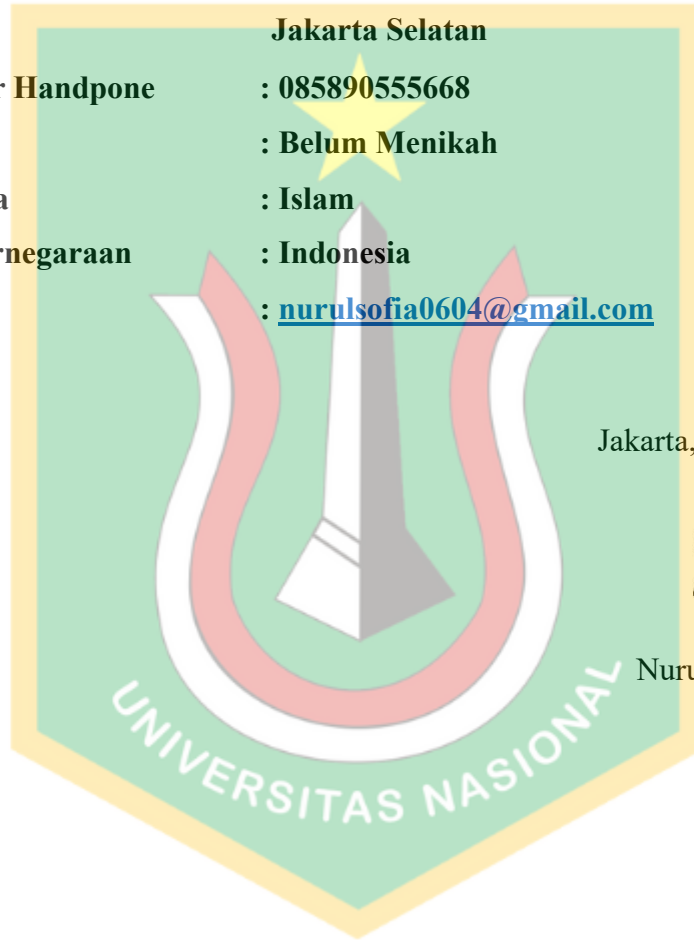 Jakarta Selatan
r Handpone : 085890555668
: Belum Menikah
a : Islam
rnegaraan : Indonesia
: nurulsofia0604@gmail.com
Jakarta,
Nuru
UNIVERSITAS NASIONAL